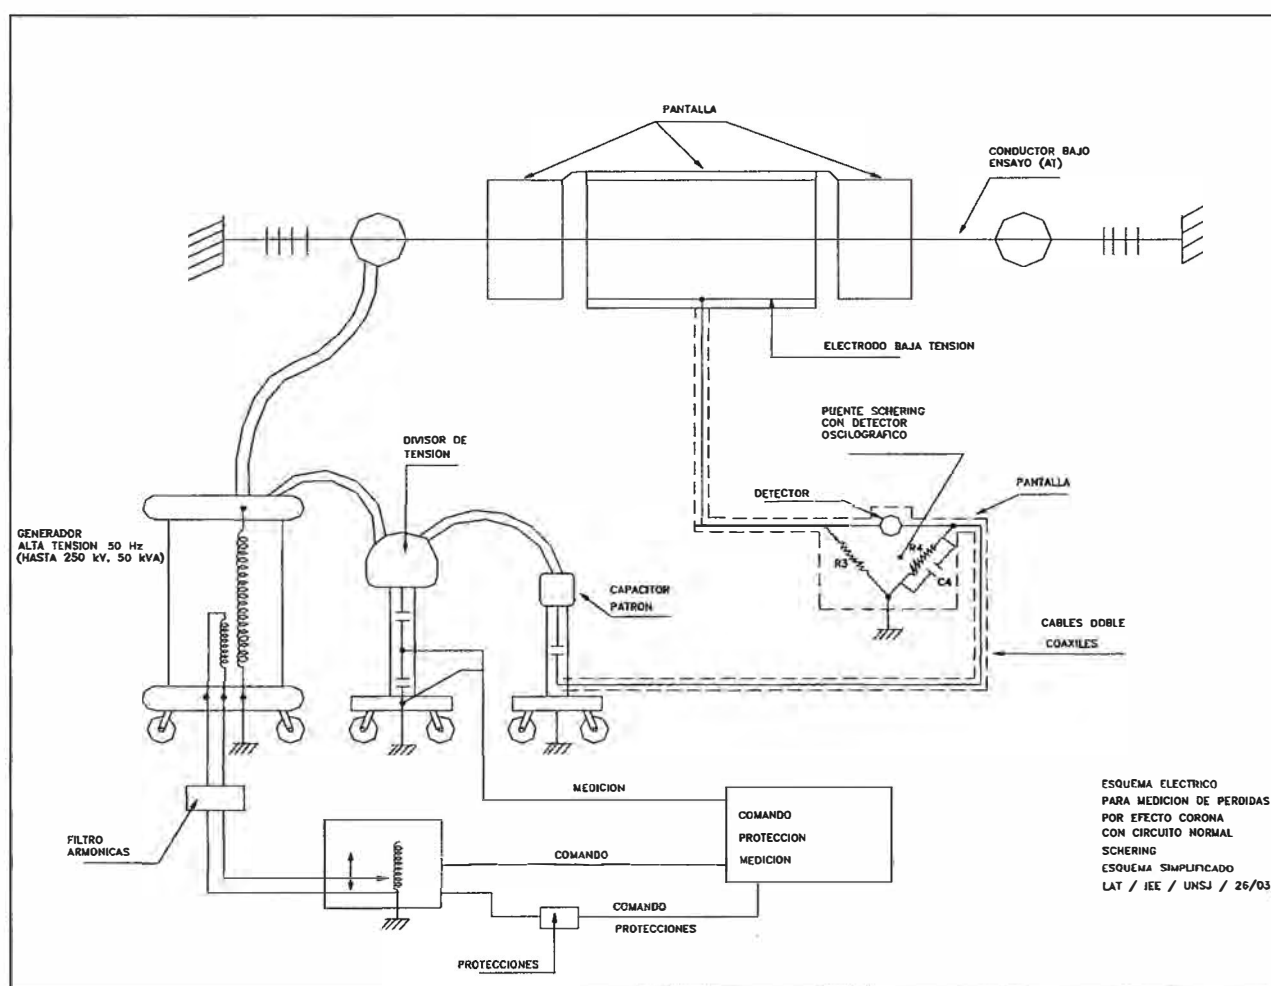 PANTALLA
CONDUCTOR BAJO
ENSAYO (AT)
ELECTRODO BAJA TENSION
PUENTE SCHERING
CON DETECTOR
OSCILOGRAFICO
DIVISOR DE
TENSION
DETECTOR
PANTALLA
GENERADOR
ALTA TENSION 50 Hz
(HASTA 250 kV, 50 kVA)
R3
R4
C4
CAPACITOR
PATRON
CABLES DOBLE
COAXILES
MEDICION
FILTRO
ARMONICAS
COMANDO
COMANDO
PROTECCION
MEDICION
COMANDO
PROTECCIONES
PROTECCIONES
ESQUEMA ELECTRICO
PARA MEDICION DE PERDIDAS
POR EFECTO CORONA
CON CIRCUITO NORMAL
SCHERING
ESQUEMA SIMPLIFICADO
LAT / IEE / UNSJ / 26/03